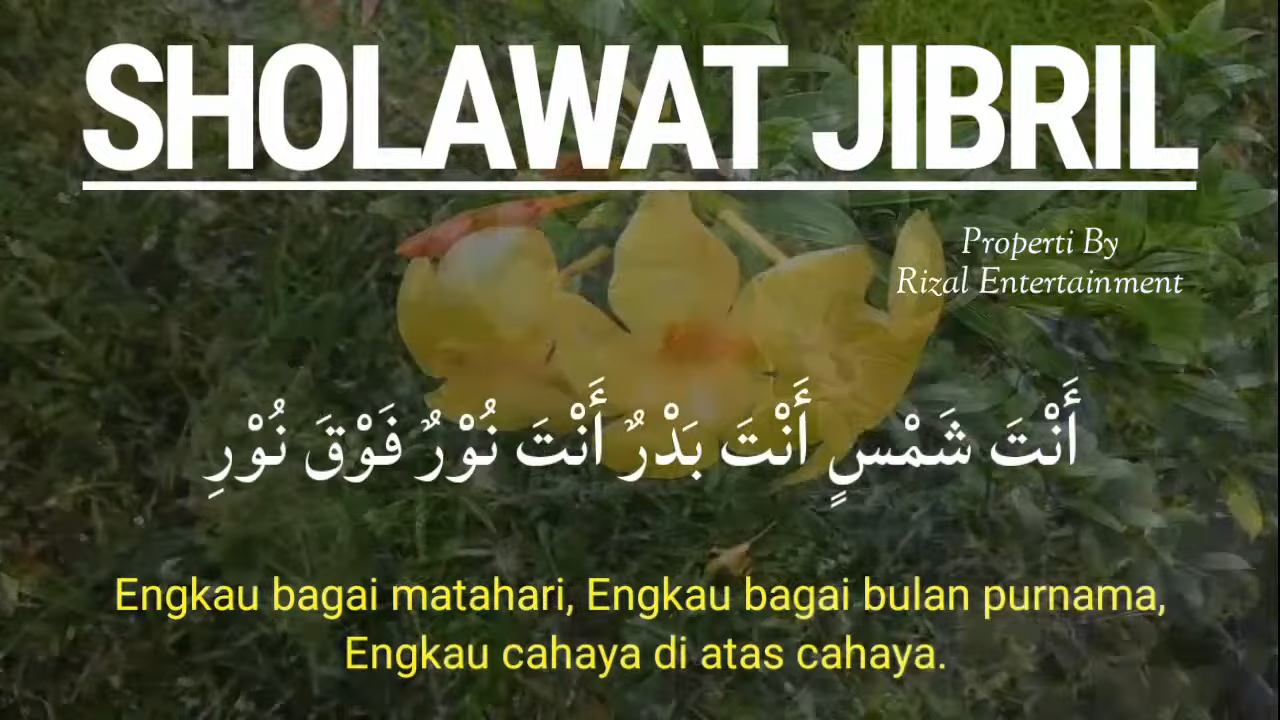 SHOLAWAT JIBRIL
Properti By
Rizal Entertainment
أَنْتَ شَمْسٍ أَنْتَ بَدْرٌ أَنْتَ نُوْرٌ فَوْقَ نُوْرِ
Engkau bagai matahari, Engkau bagai bulan purnama,
Engkau cahaya di atas cahaya.